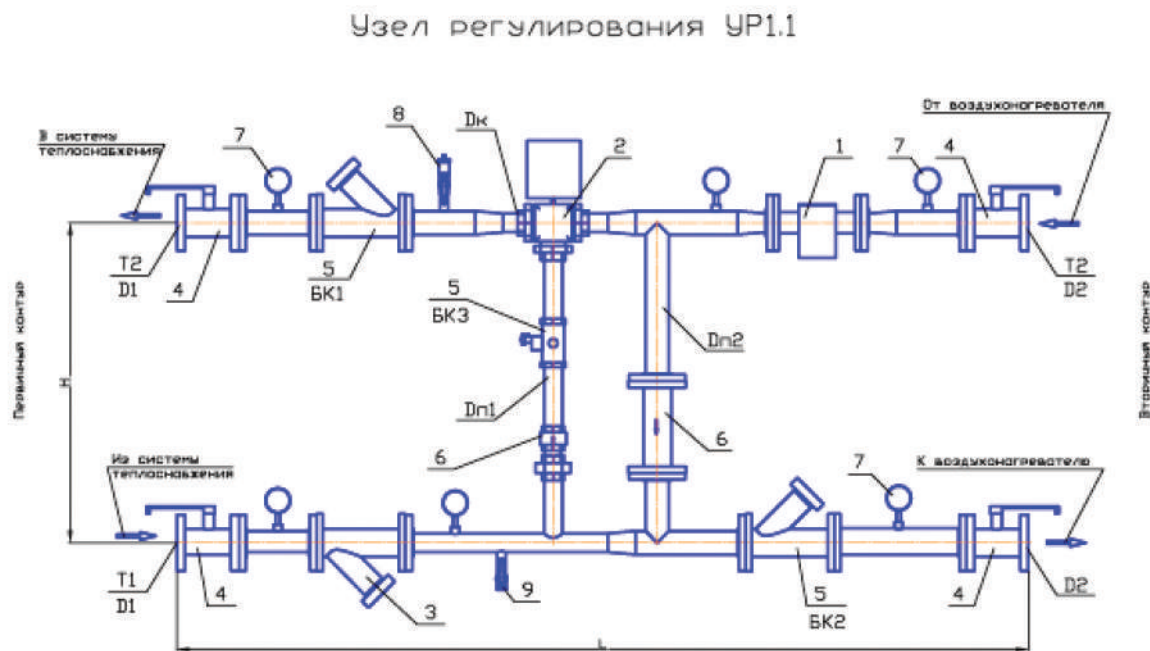 Узел регулирования УР1.1
В систему
теплоснабжения
От воздухонагревателя
7
8
Dк
2
1
7
4
T2
D1
4
5
БК1
5
БК3
T2
D2
Первичный контур
H
Вторичный контур
Dп2
Dп1
6
6
Из системы
теплоснабжения
7
К воздухонагревателю
T1
D1
4
3
9
5
БК2
4
D2
L